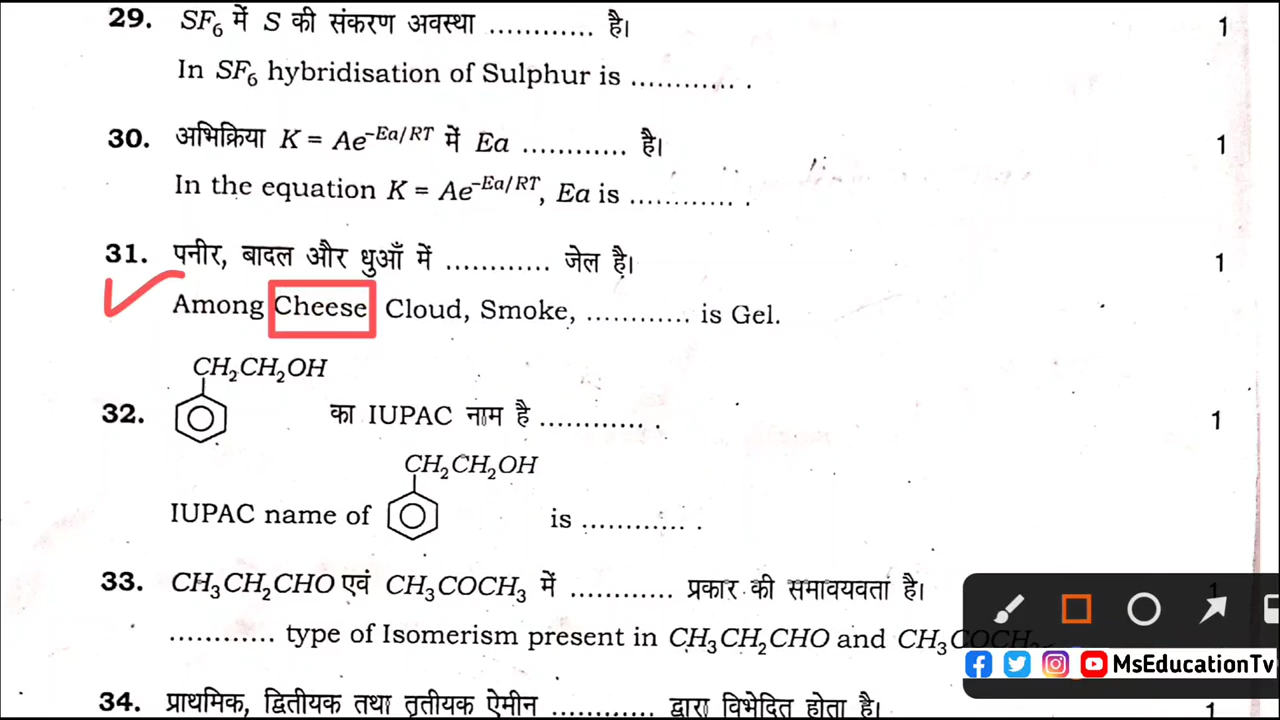 29. SF₆ में S की संकरण अवस्था ............ है। 1
In SF₆ hybridisation of Sulphur is ............ .
30. अभिक्रिया K = Ae^–Ea/RT में Ea ............ है। 1
In the equation K = Ae^–Ea/RT, Ea is ............ .
31. पनीर, बादल और धुआँ में ............ जेल है। 1
Among Cheese Cloud, Smoke, ............ is Gel.
CH₂CH₂OH
32. का IUPAC नाम है ............ . 1
CH₂CH₂OH
IUPAC name of is ............ .
33. CH₃CH₂CHO एवं CH₃COCH₃ में ............ प्रकार की समावयवता है। 1
............ type of Isomerism present in CH₃CH₂CHO and CH₃COCH₃
MsEducationTv
34. प्राथमिक, द्वितीयक तथा तृतीयक ऐमीन ............ द्वारा विभेदित होता है। 1